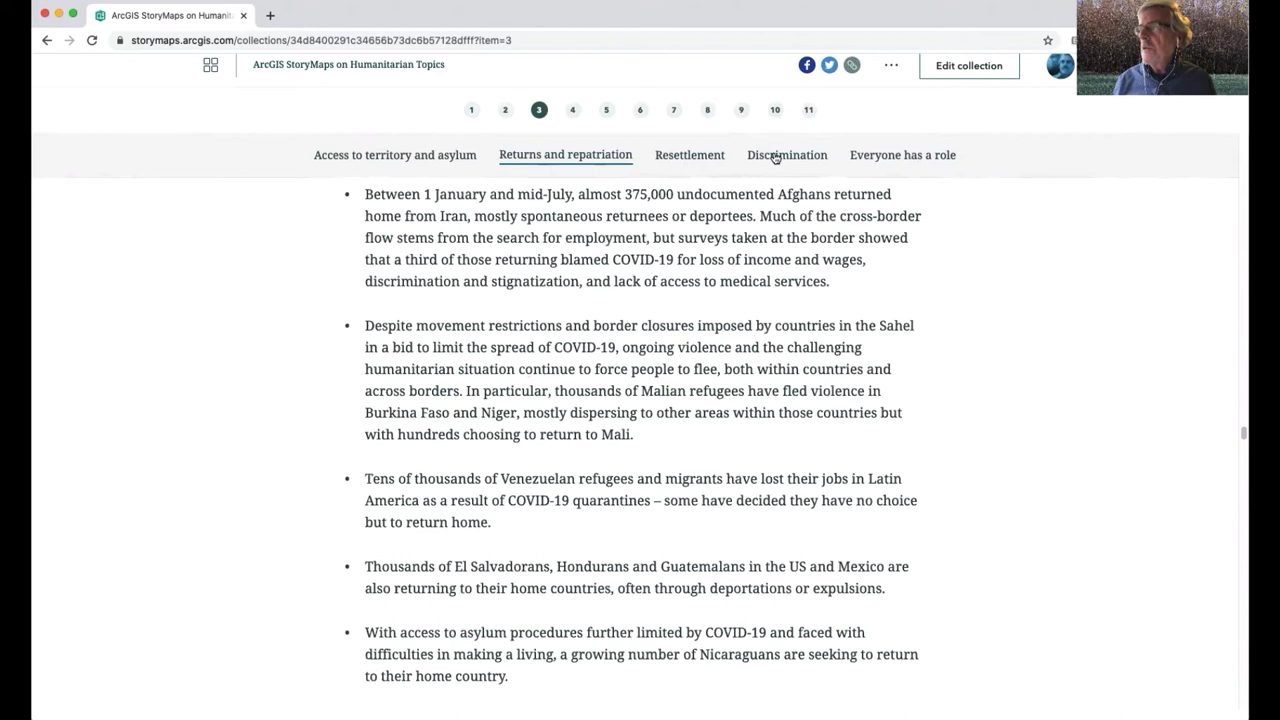 ArcGIS StoryMaps on Humanit
storymaps.arcgis.com/collections/34d8400291c34656b73dc6b57128dfff?item=3
ArcGIS StoryMaps on Humanitarian Topics
Edit collection
1 2 3 4 5 6 7 8 9 10 11
Access to territory and asylum Returns and repatriation Resettlement Discrimination Everyone has a role
• Between 1 January and mid-July, almost 375,000 undocumented Afghans returned
home from Iran, mostly spontaneous returnees or deportees. Much of the cross-border
flow stems from the search for employment, but surveys taken at the border showed
that a third of those returning blamed COVID-19 for loss of income and wages,
discrimination and stignatization, and lack of access to medical services.
• Despite movement restrictions and border closures imposed by countries in the Sahel
in a bid to limit the spread of COVID-19, ongoing violence and the challenging
humanitarian situation continue to force people to flee, both within countries and
across borders. In particular, thousands of Malian refugees have fled violence in
Burkina Faso and Niger, mostly dispersing to other areas within those countries but
with hundreds choosing to return to Mali.
• Tens of thousands of Venezuelan refugees and migrants have lost their jobs in Latin
America as a result of COVID-19 quarantines – some have decided they have no choice
but to return home.
• Thousands of El Salvadorans, Hondurans and Guatemalans in the US and Mexico are
also returning to their home countries, often through deportations or expulsions.
• With access to asylum procedures further limited by COVID-19 and faced with
difficulties in making a living, a growing number of Nicaraguans are seeking to return
to their home country.